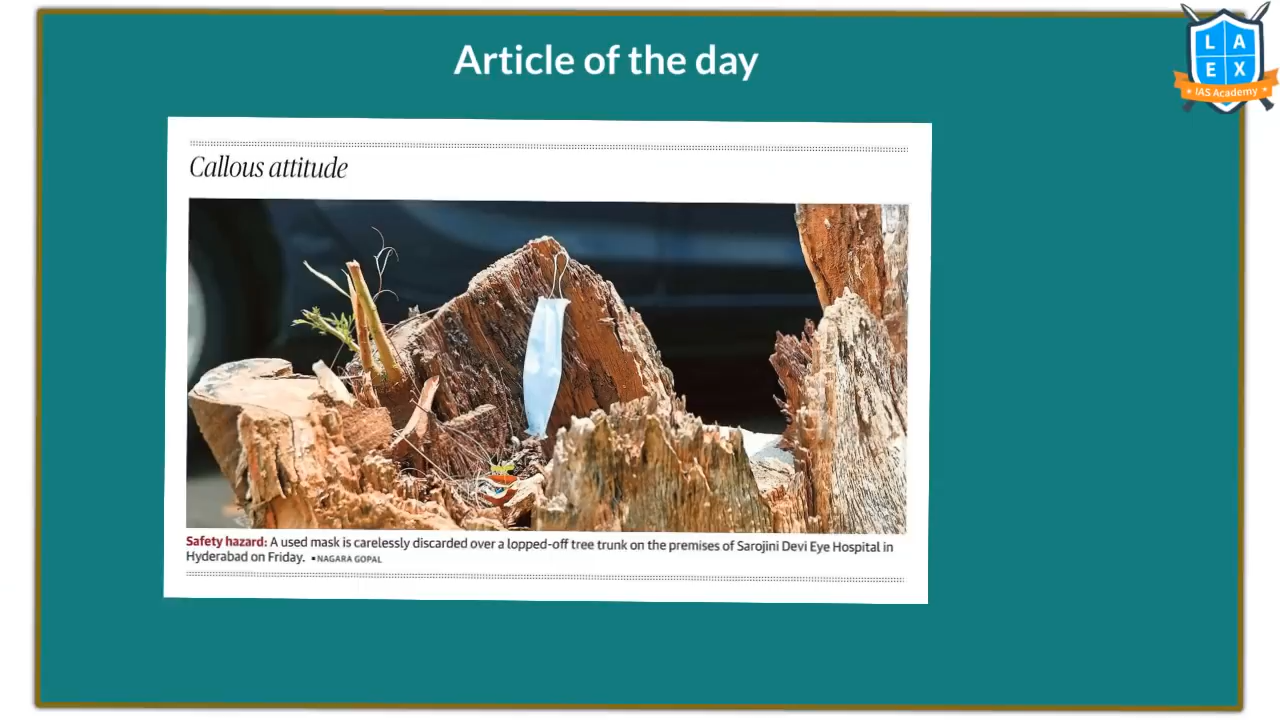 Article of the day
L A
E X
IAS Academy
Callous attitude
Safety hazard: A used mask is carelessly discarded over a lopped-off tree trunk on the premises of Sarojini Devi Eye Hospital in
Hyderabad on Friday. ▪NAGARA GOPAL